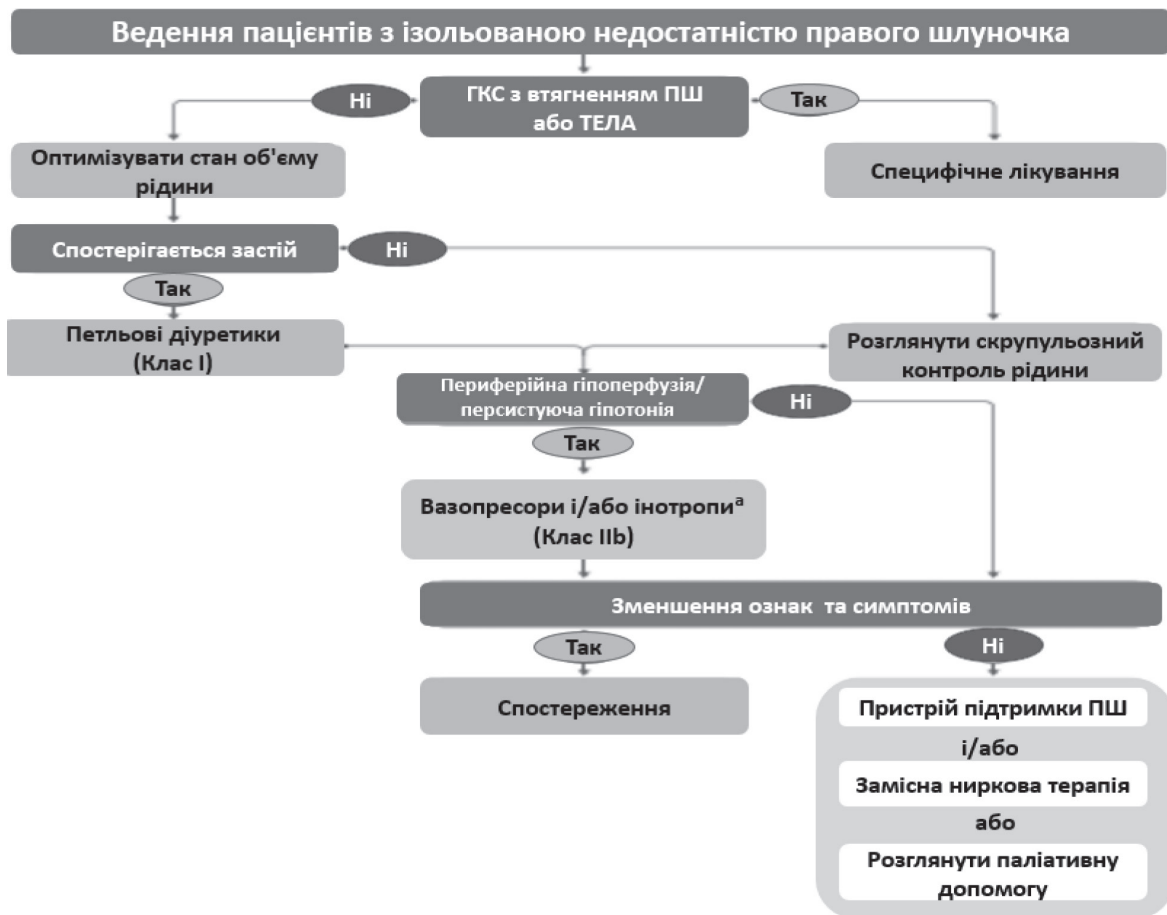 Ведення пацієнтів з ізольованою недостатністю правого шлуночка
Ні
ГКС з втягненням ПШ
або ТЕЛА
Так
Оптимізувати стан об'єму
рідини
Специфічне лікування
Спостерігається застій
Ні
Так
Петльові діуретики
(Клас I)
Розглянути скрупульозний
контроль рідини
Периферійна гіпоперфузія/
персистуюча гіпотонія
Ні
Так
Вазопресори і/або інотропиᵃ
(Клас IIb)
Зменшення ознак та симптомів
Так
Ні
Спостереження
Пристрій підтримки ПШ
і/або
Замісна ниркова терапія
або
Розглянути паліативну
допомогу